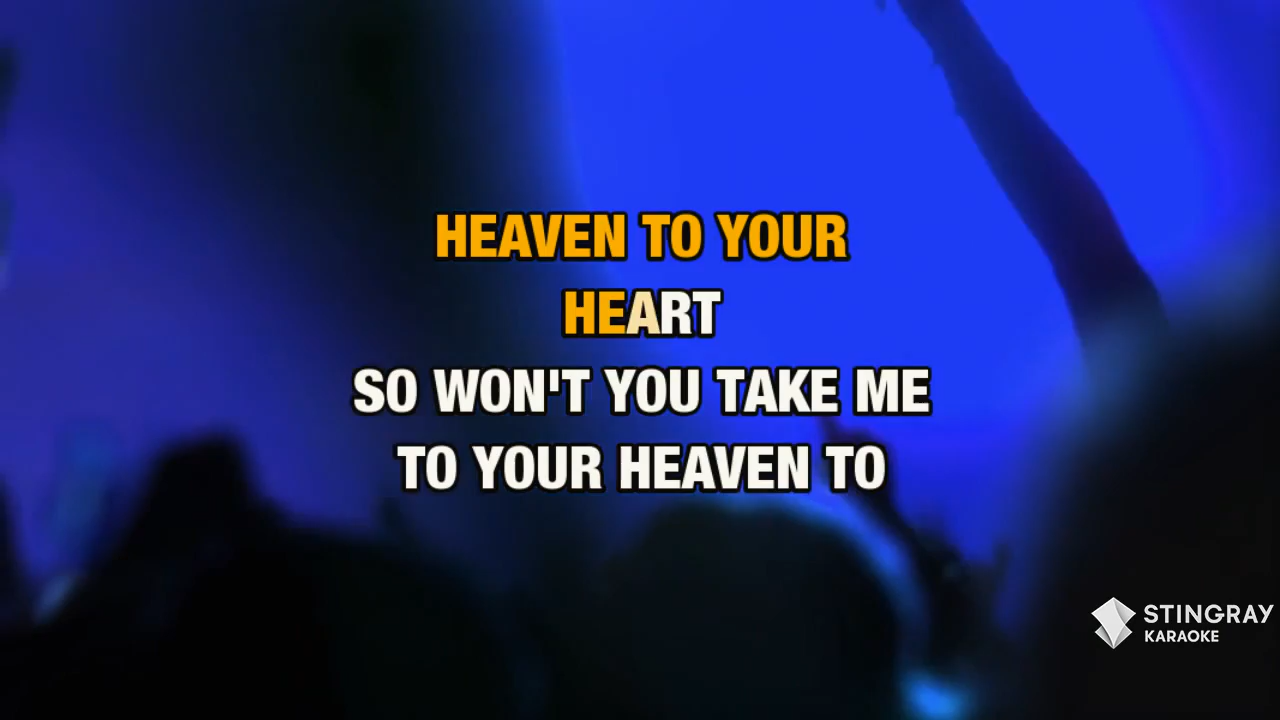 HEAVEN TO YOUR
HEART
SO WON'T YOU TAKE ME
TO YOUR HEAVEN TO
STINGRAY
KARAOKE